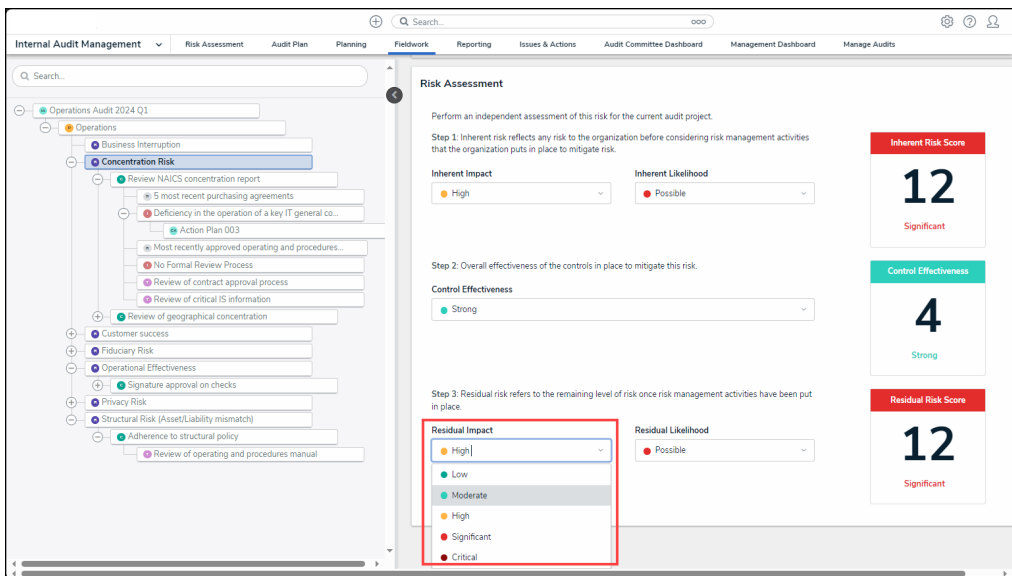 Search...
Internal Audit Management
Risk Assessment
Audit Plan
Planning
Fieldwork
Reporting
Issues & Actions
Audit Committee Dashboard
Management Dashboard
Manage Audits
Search...
Operations Audit 2024 Q1
Operations
Business Interruption
Concentration Risk
Review NAICS concentration report
5 most recent purchasing agreements
Deficiency in the operation of a key IT general co...
Action Plan 003
Most recently approved operating and procedures...
No Formal Review Process
Review of contract approval process
Review of critical IS information
Review of geographical concentration
Customer success
Fiduciary Risk
Operational Effectiveness
Signature approval on checks
Privacy Risk
Structural Risk (Asset/Liability mismatch)
Adherence to structural policy
Review of operating and procedures manual
Risk Assessment
Perform an independent assessment of this risk for the current audit project.
Step 1: Inherent risk reflects any risk to the organization before considering risk management activities
that the organization puts in place to mitigate risk.
Inherent Impact
High
Inherent Likelihood
Possible
Inherent Risk Score
12
Significant
Step 2: Overall effectiveness of the controls in place to mitigate this risk.
Control Effectiveness
Strong
Control Effectiveness
4
Strong
Step 3: Residual risk refers to the remaining level of risk once risk management activities have been put
in place.
Residual Impact
High
Low
Moderate
High
Significant
Critical
Residual Likelihood
Possible
Residual Risk Score
12
Significant